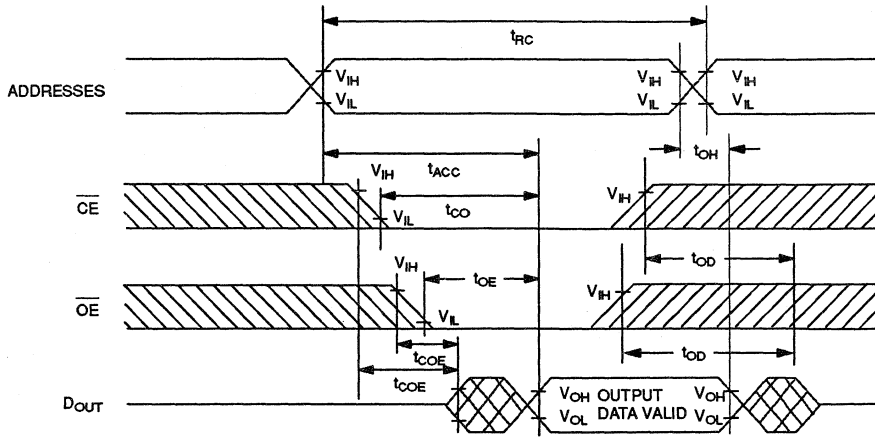 tRC
ADDRESSES
VIH VIH VIH
VIL VIL VIL
tOH
tACC
VIH
VIH
CE
tCO
VIL
tOD
VIH
tOE
VIH
OE
VIL
tOD
tCOE
tCOE
DOUT
VOH OUTPUT VOH
VOL DATA VALID VOL